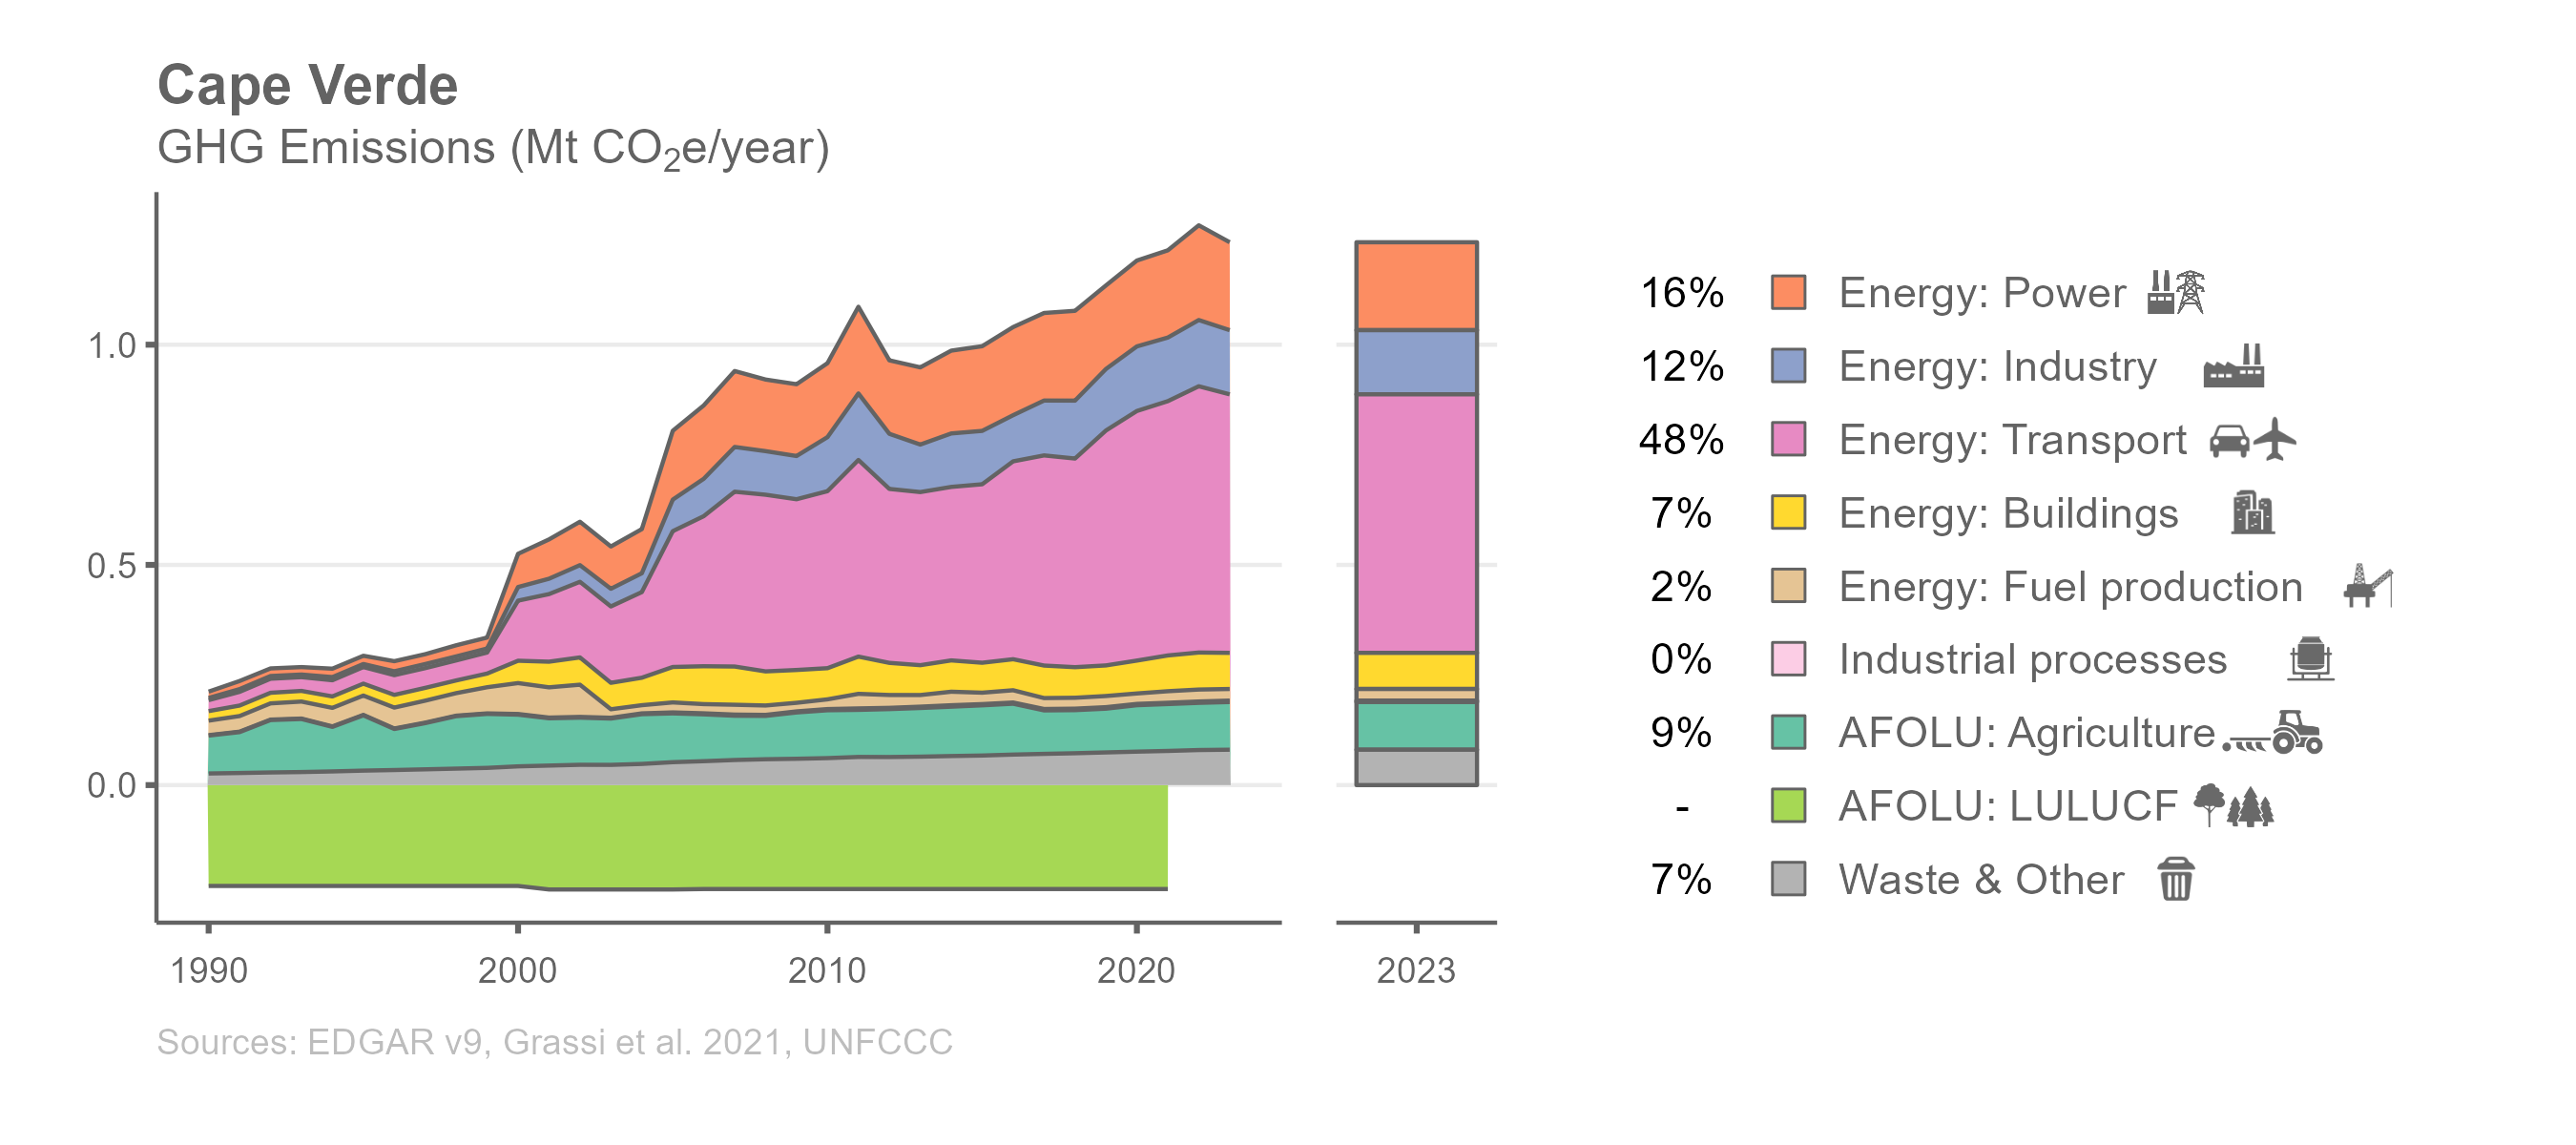 Cape Verde
GHG Emissions (Mt CO₂e/year)
1.0
0.5
0.0
1990 2000 2010 2020 2023
16% Energy: Power
12% Energy: Industry
48% Energy: Transport
7% Energy: Buildings
2% Energy: Fuel production
0% Industrial processes
9% AFOLU: Agriculture
- AFOLU: LULUCF
7% Waste & Other
Sources: EDGAR v9, Grassi et al. 2021, UNFCCC